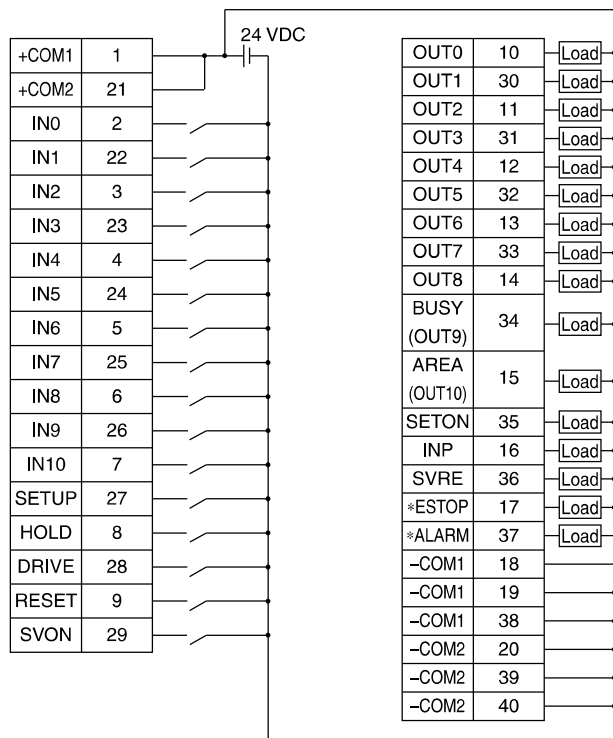 24 VDC
+COM1 1
+COM2 21
IN0 2
IN1 22
IN2 3
IN3 23
IN4 4
IN5 24
IN6 5
IN7 25
IN8 6
IN9 26
IN10 7
SETUP 27
HOLD 8
DRIVE 28
RESET 9
SVON 29
OUT0 10 Load
OUT1 30 Load
OUT2 11 Load
OUT3 31 Load
OUT4 12 Load
OUT5 32 Load
OUT6 13 Load
OUT7 33 Load
OUT8 14 Load
BUSY
(OUT9) 34 Load
AREA
(OUT10) 15 Load
SETON 35 Load
INP 16 Load
SVRE 36 Load
*ESTOP 17 Load
*ALARM 37 Load
−COM1 18
−COM1 19
−COM1 38
−COM2 20
−COM2 39
−COM2 40